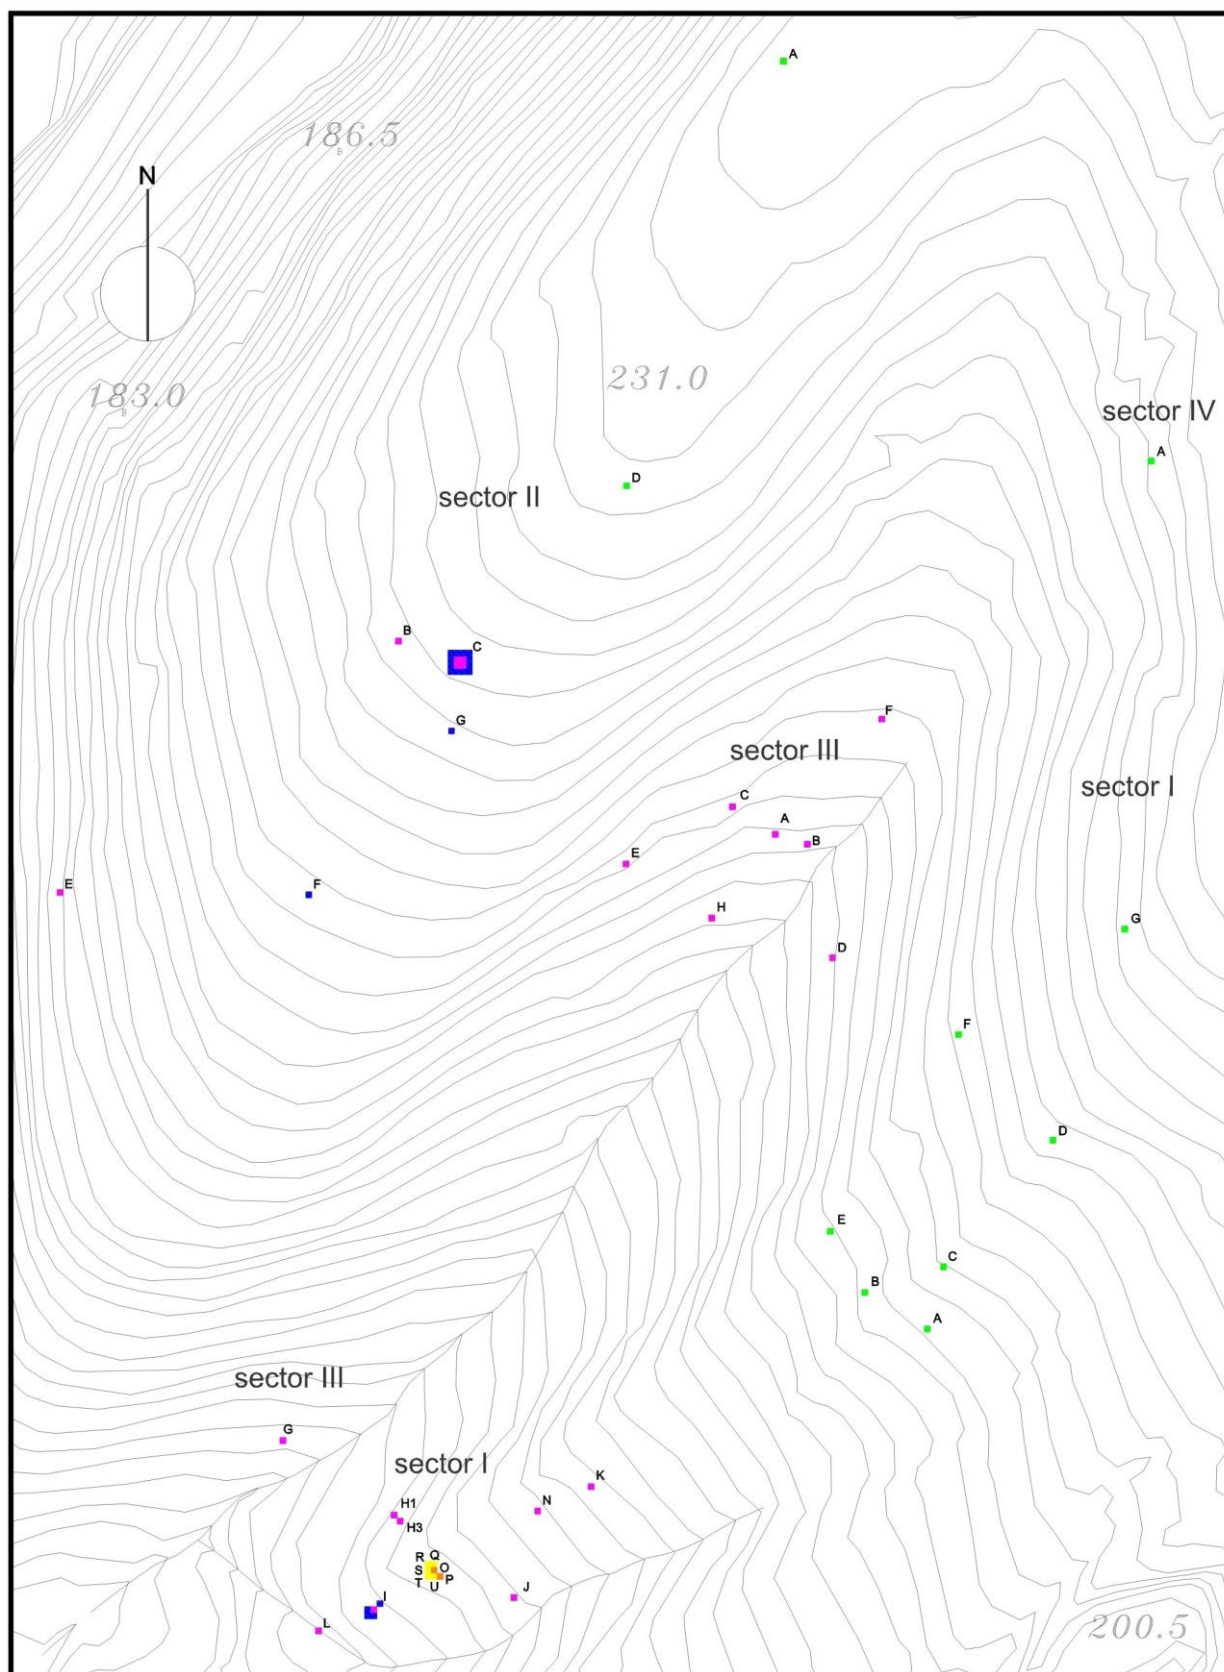 A
186.5
B
N
231.0
183.0
B
sector IV
A
D
sector II
B
C
G
F
sector III
sector I
C
A
B
E
E
F
H
G
D
F
D
E
C
B
A
sector III
G
sector I
K
H1
N
H3
R Q
S O
T U P
I
J
L
200.5